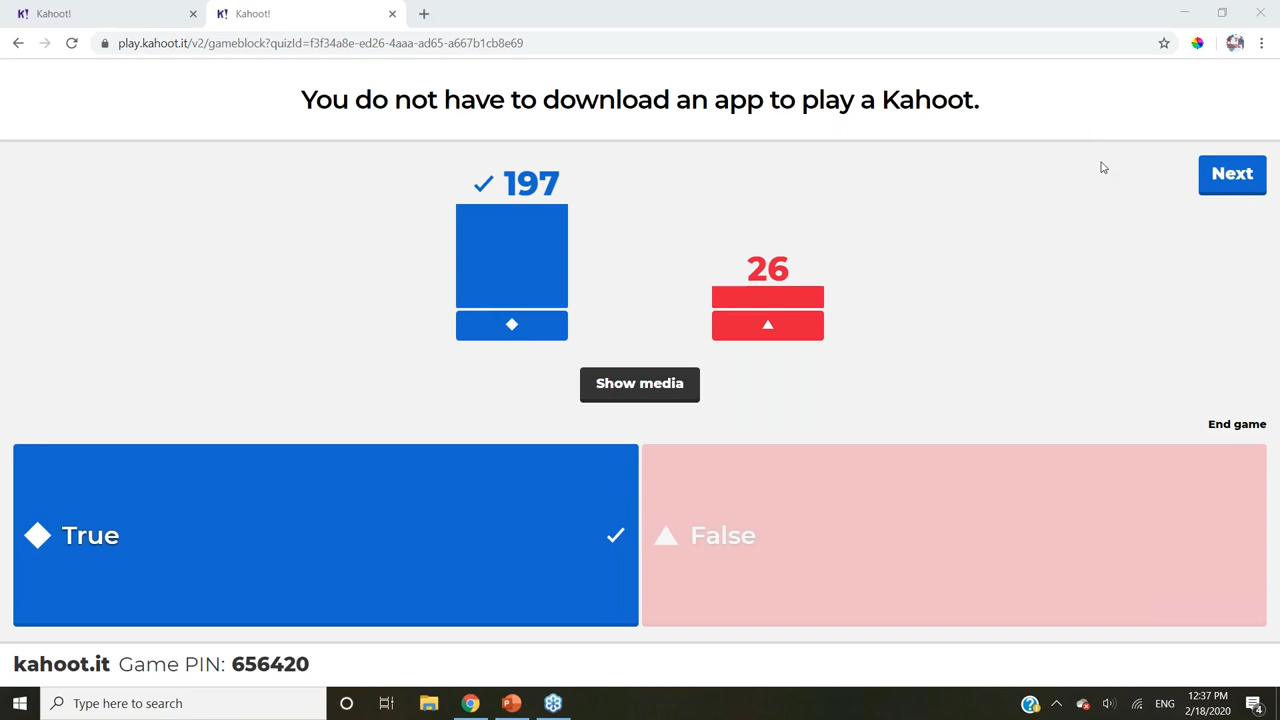 K! Kahoot!
K! Kahoot!
play.kahoot.it/v2/gameblock?quizId=f3f34a8e-ed26-4aaa-ad65-a667b1cb8e69
You do not have to download an app to play a Kahoot.
Next
197
26
Show media
End game
True
False
kahoot.it Game PIN: 656420
Type here to search
ENG
12:37 PM
2/18/2020
4